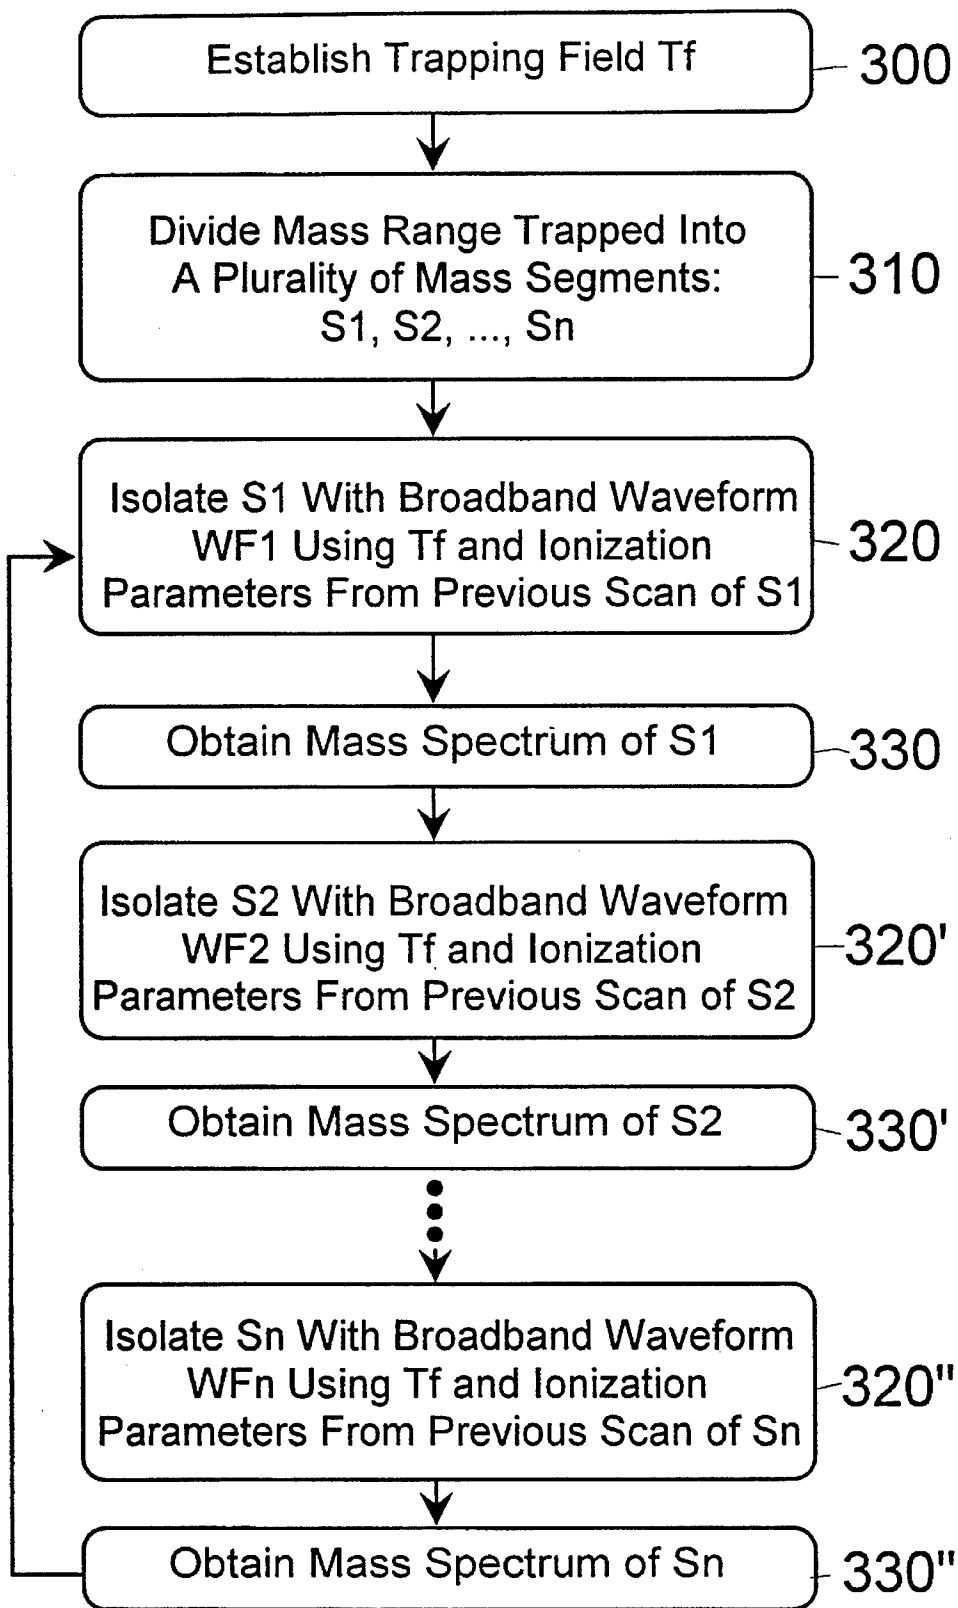 Establish Trapping Field Tf
300
Divide Mass Range Trapped Into
A Plurality of Mass Segments:
S1, S2, ..., Sn
310
Isolate S1 With Broadband Waveform
WF1 Using Tf and Ionization
Parameters From Previous Scan of S1
320
Obtain Mass Spectrum of S1
330
Isolate S2 With Broadband Waveform
WF2 Using Tf and Ionization
Parameters From Previous Scan of S2
320'
Obtain Mass Spectrum of S2
330'
Isolate Sn With Broadband Waveform
WFn Using Tf and Ionization
Parameters From Previous Scan of Sn
320"
Obtain Mass Spectrum of Sn
330"